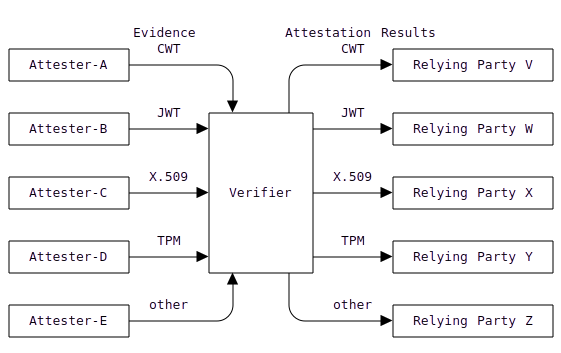 Evidence Attestation Results
CWT CWT
Attester-A Relying Party V
JWT JWT
Attester-B Relying Party W
X.509 X.509
Attester-C Verifier Relying Party X
TPM TPM
Attester-D Relying Party Y
other other
Attester-E Relying Party Z